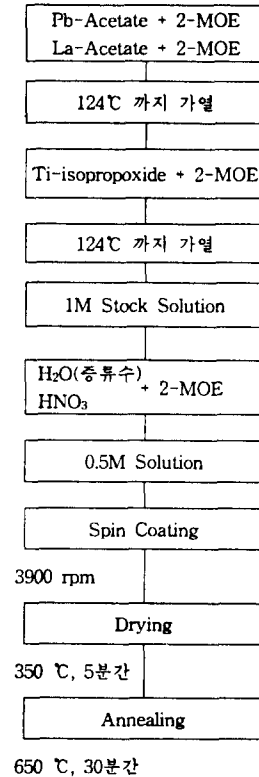 Pb-Acetate + 2-MOE
La-Acetate + 2-MOE
124℃ 까지 가열
Ti-isopropoxide + 2-MOE
124℃ 까지 가열
1M Stock Solution
H₂O(증류수)
HNO₃ + 2-MOE
0.5M Solution
Spin Coating
3900 rpm
Drying
350 ℃, 5분간
Annealing
650 ℃, 30분간